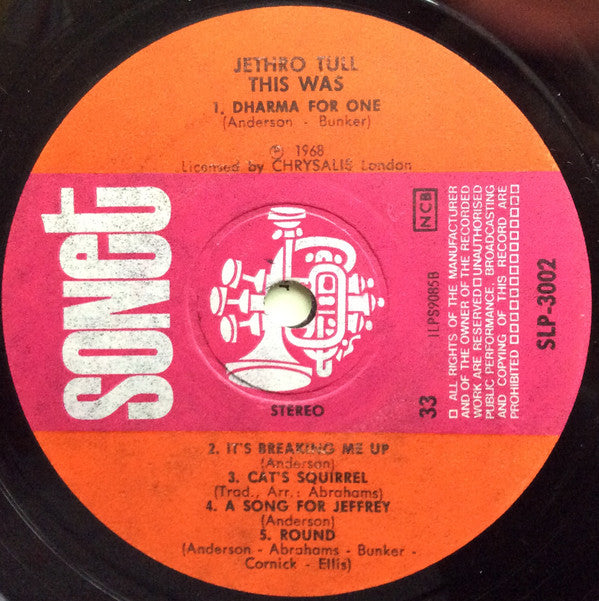 JETHRO TULL
THIS WAS
1. DHARMA FOR ONE
(Anderson - Bunker)
℗ 1968
Licensed by CHRYSALIS London
sonet
NCB
□ ALL RIGHTS OF THE MANUFACTURER
AND OF THE OWNER OF THE RECORDED
WORK ARE RESERVED □ UNAUTHORISED
PUBLIC PERFORMANCE, BROADCASTING
AND COPYING OF THIS RECORD ARE
PROHIBITED □□□□□□□□□□□□□
ILPS9085B
33
SLP-3002
STEREO
2. IT'S BREAKING ME UP
(Anderson)
3. CAT'S SQUIRREL
(Trad., Arr.: Abrahams)
4. A SONG FOR JEFFREY
(Anderson)
5. ROUND
(Anderson - Abrahams - Bunker -
Cornick - Ellis)